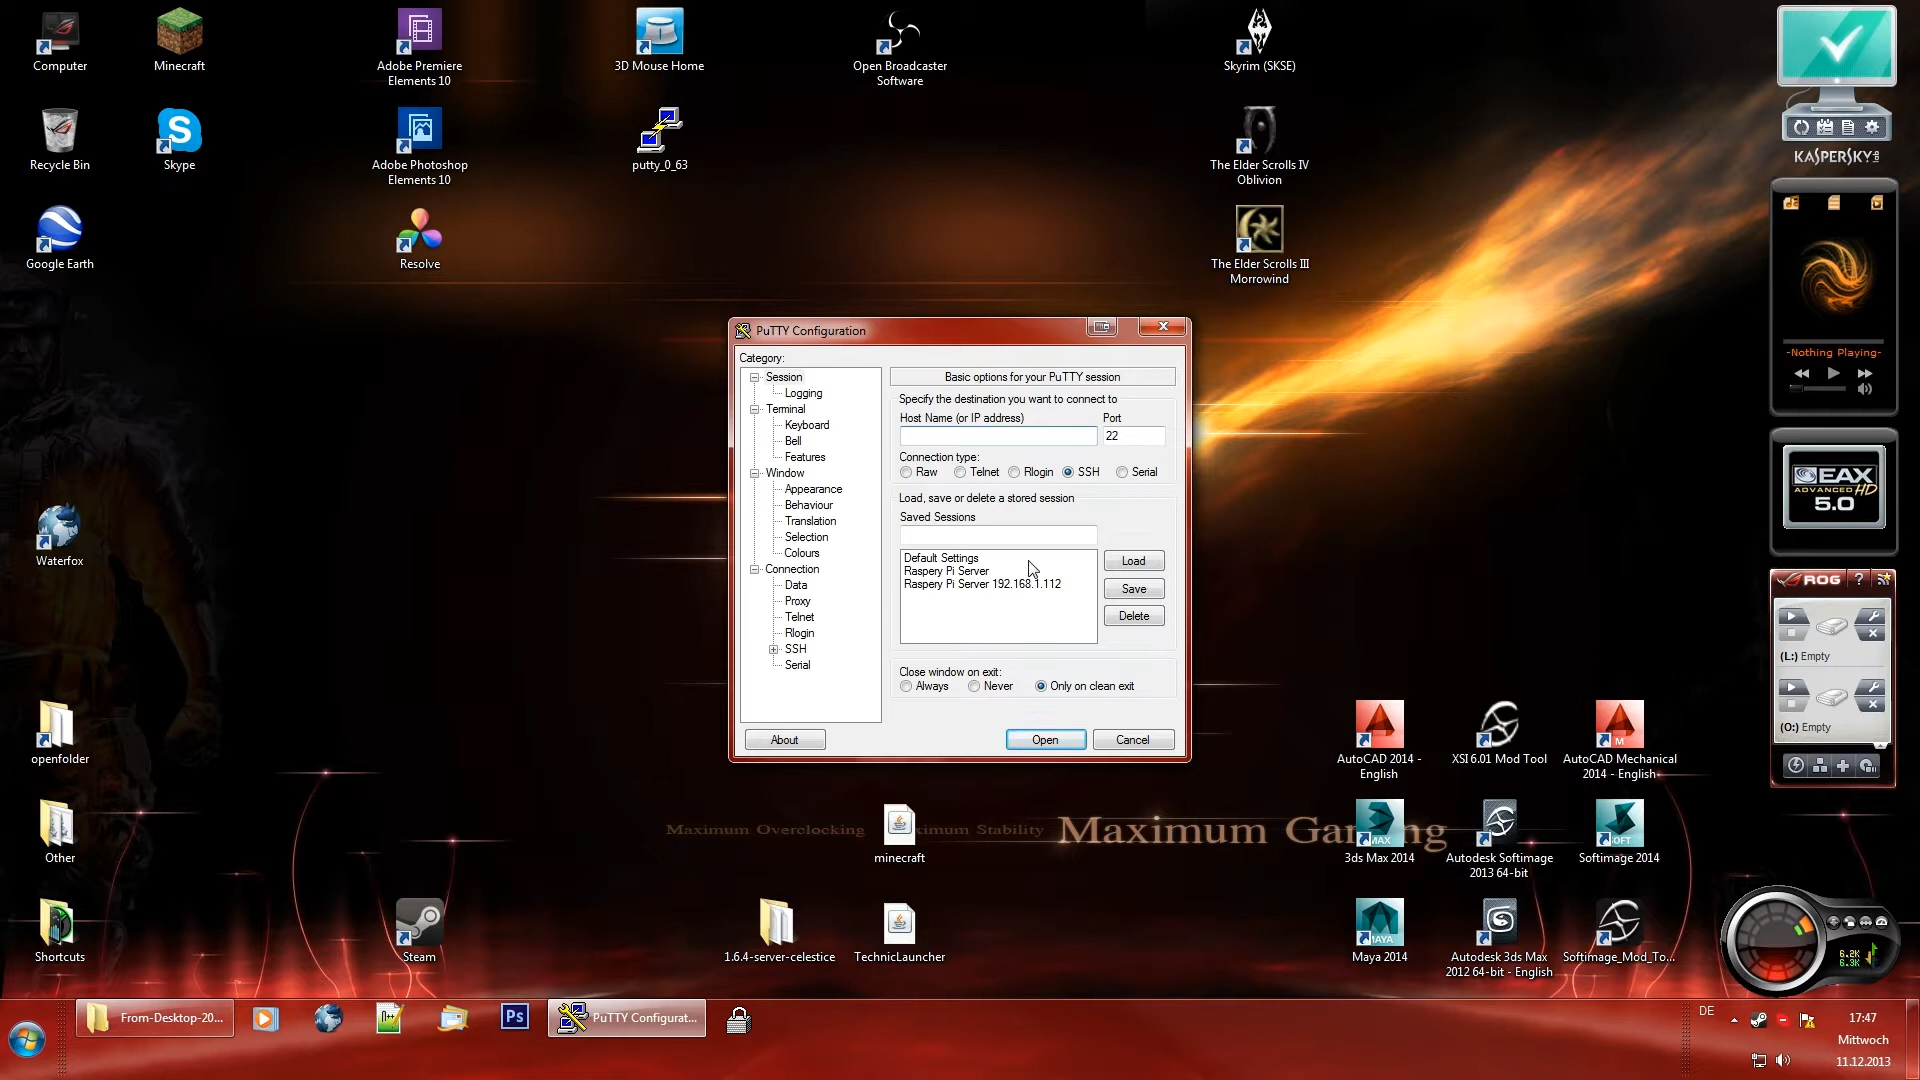 Computer
Minecraft
Adobe Premiere
Elements 10
3D Mouse Home
Open Broadcaster
Software
Skyrim (SKSE)
Recycle Bin
Skype
Adobe Photoshop
Elements 10
putty_0_63
The Elder Scrolls IV
Oblivion
KASPERSKY lab
Google Earth
Resolve
The Elder Scrolls III
Morrowind
PuTTY Configuration
Category:
Session
Logging
Terminal
Keyboard
Bell
Features
Window
Appearance
Behaviour
Translation
Selection
Colours
Connection
Data
Proxy
Telnet
Rlogin
SSH
Serial
Basic options for your PuTTY session
Specify the destination you want to connect to
Host Name (or IP address)
Port
22
Connection type:
Raw
Telnet
Rlogin
SSH
Serial
Load, save or delete a stored session
Saved Sessions
Default Settings
Raspery Pi Server
Raspery Pi Server 192.168.1.112
Load
Save
Delete
Close window on exit:
Always
Never
Only on clean exit
About
Open
Cancel
-Nothing Playing-
EAX
ADVANCED HD
5.0
ROG
?
(L:) Empty
(O:) Empty
6.2K
6.3K
Waterfox
openfolder
AutoCAD 2014 -
English
XSI 6.01 Mod Tool
AutoCAD Mechanical
2014 - English
Maximum Overclocking
ximum Stability
Maximum Gaming
Other
minecraft
3ds Max 2014
Autodesk Softimage
2013 64-bit
Softimage 2014
Shortcuts
Steam
1.6.4-server-celestice
TechnicLauncher
Maya 2014
Autodesk 3ds Max
2012 64-bit - English
Softimage_Mod_To...
From-Desktop-20...
Ps
PuTTY Configurat...
DE
17:47
Mittwoch
11.12.2013